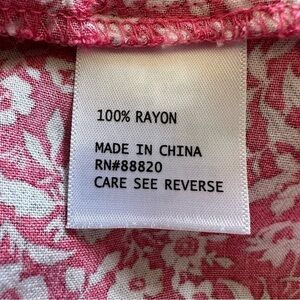 100% RAYON
MADE IN CHINA
RN#88820
CARE SEE REVERSE